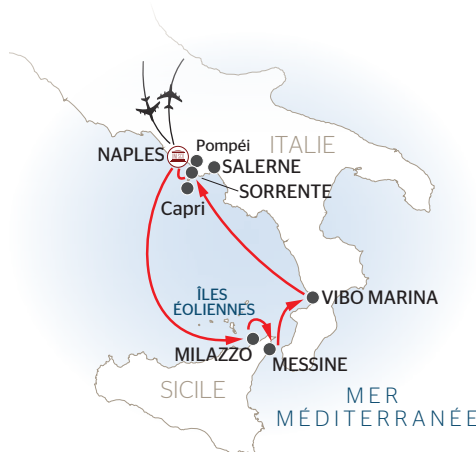 Pompéi
ITALIE
NAPLES
SALERNE
SORRENTE
Capri
ÎLES
ÉOLIENNES
VIBO MARINA
MILAZZO
MESSINE
SICILE
MER
MÉDITERRANÉE